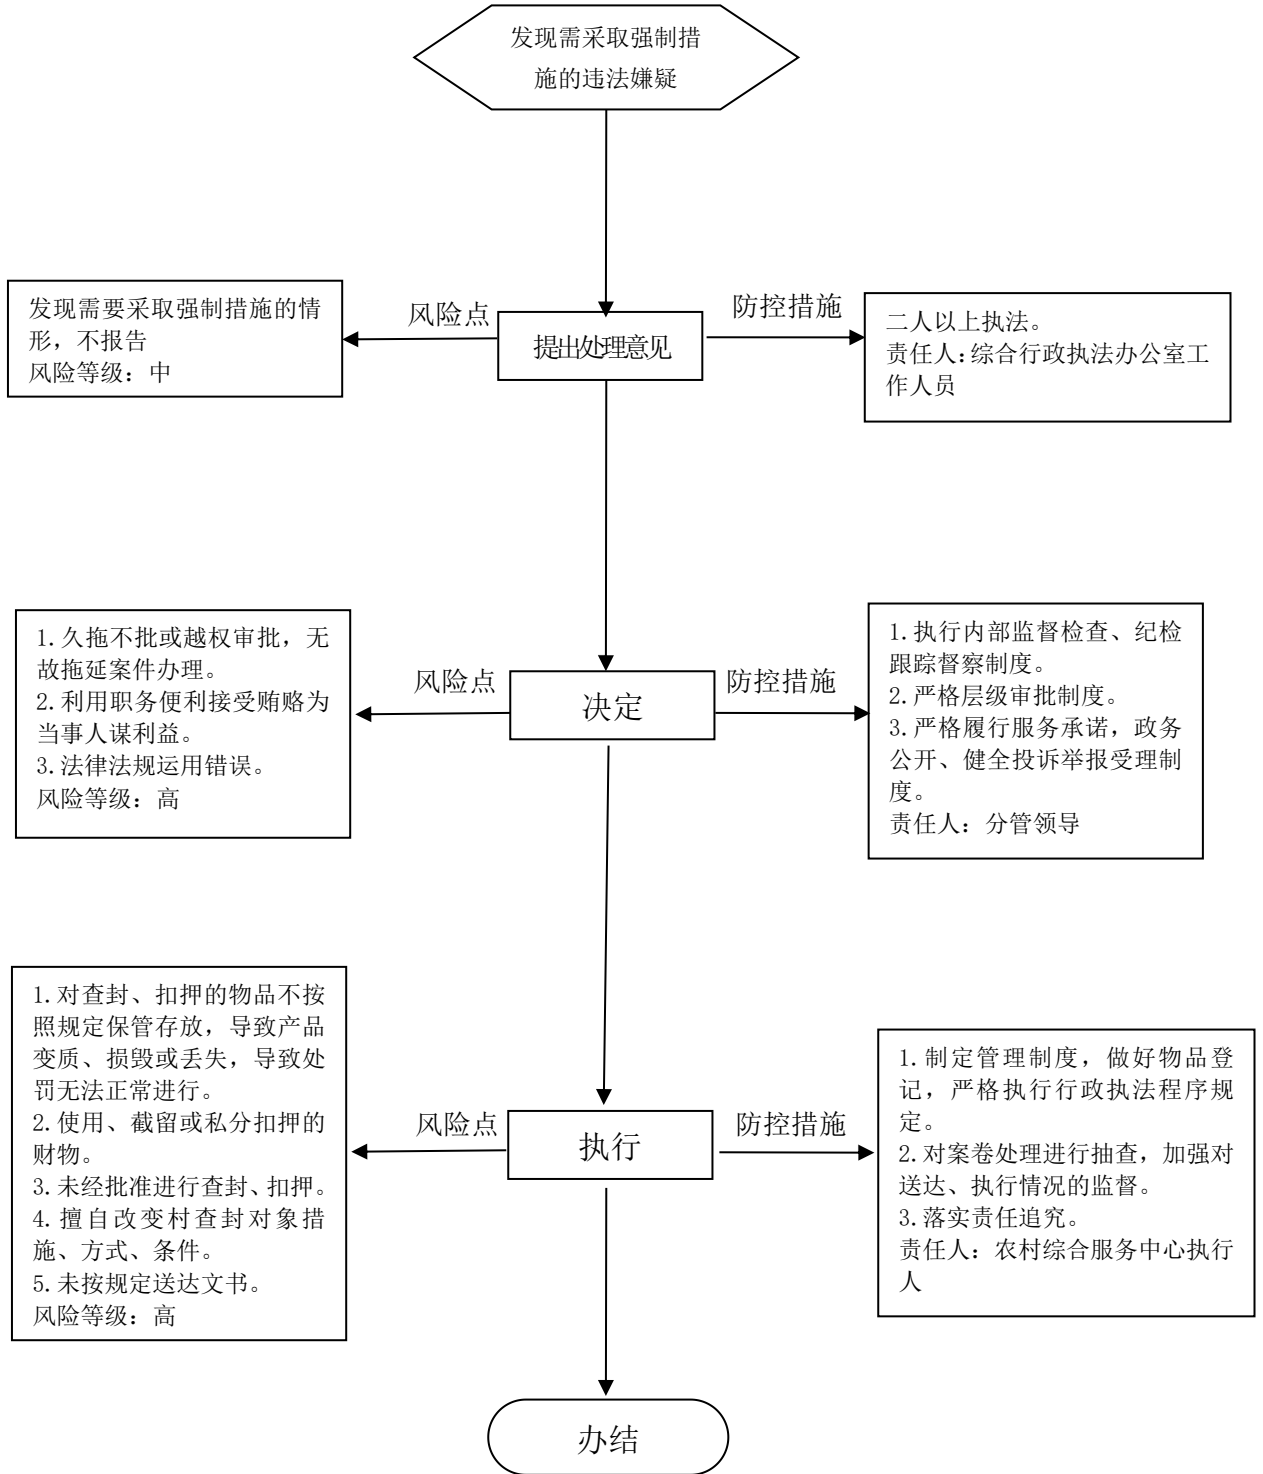 发现需采取强制措
施的违法嫌疑
发现需要采取强制措施的情
形，不报告
风险等级：中
风险点
提出处理意见
防控措施
二人以上执法。
责任人：综合行政执法办公室工
作人员
1.久拖不批或越权审批，无
故拖延案件办理。
2.利用职务便利接受贿赂为
当事人谋利益。
3.法律法规运用错误。
风险等级：高
风险点
决定
防控措施
1.执行内部监督检查、纪检
跟踪督察制度。
2.严格层级审批制度。
3.严格履行服务承诺，政务
公开、健全投诉举报受理制
度。
责任人：分管领导
1.对查封、扣押的物品不按
照规定保管存放，导致产品
变质、损毁或丢失，导致处
罚无法正常进行。
2.使用、截留或私分扣押的
财物。
3.未经批准进行查封、扣押。
4.擅自改变村查封对象措
施、方式、条件。
5.未按规定送达文书。
风险等级：高
风险点
执行
防控措施
1.制定管理制度，做好物品登
记，严格执行行政执法程序规
定。
2.对案卷处理进行抽查，加强对
送达、执行情况的监督。
3.落实责任追究。
责任人：农村综合服务中心执行
人
办结